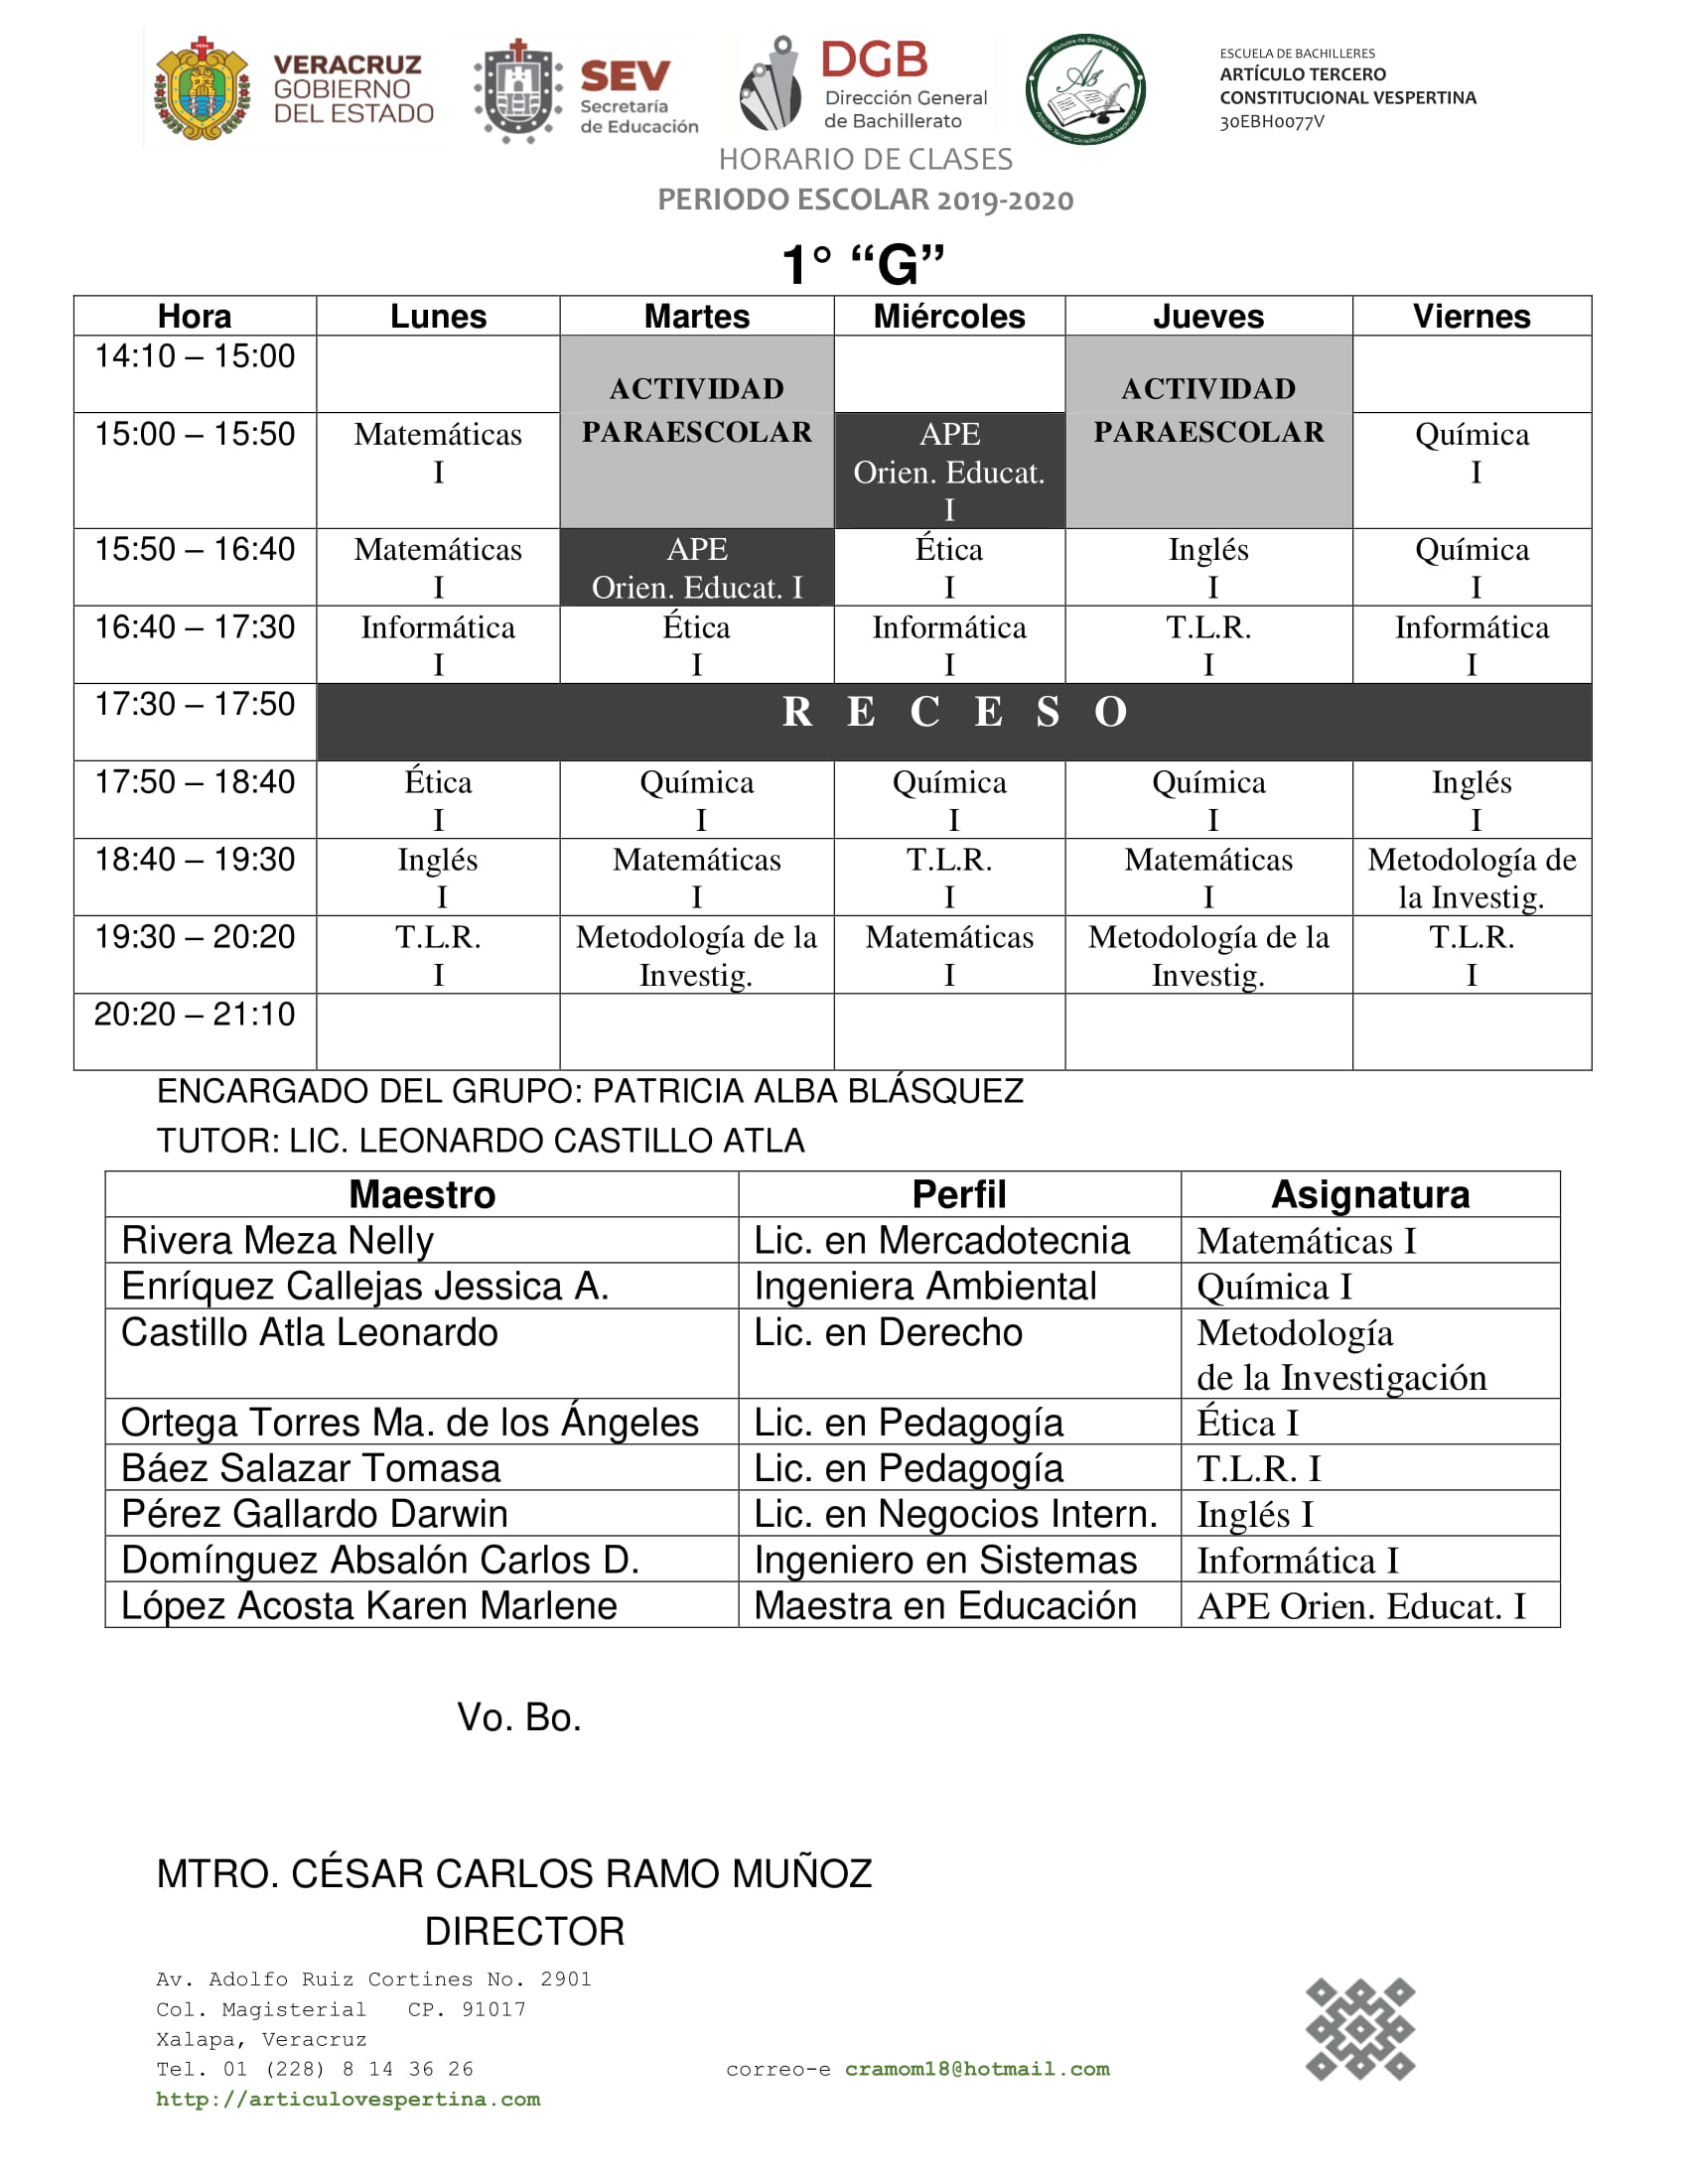 VERACRUZ
GOBIERNO
DEL ESTADO
SEV
Secretaría
de Educación
DGB
Dirección General
de Bachillerato
Escuela de Bachilleres
Artículo Tercero Constitucional Vespertina
ESCUELA DE BACHILLERES
ARTÍCULO TERCERO
CONSTITUCIONAL VESPERTINA
30EBH0077V
HORARIO DE CLASES
PERIODO ESCOLAR 2019-2020
1° “G”
Hora Lunes Martes Miércoles Jueves Viernes
14:10 – 15:00
ACTIVIDAD ACTIVIDAD
15:00 – 15:50 Matemáticas PARAESCOLAR APE PARAESCOLAR Química
I Orien. Educat. I
I
15:50 – 16:40 Matemáticas APE Ética Inglés Química
I Orien. Educat. I I I I
16:40 – 17:30 Informática Ética Informática T.L.R. Informática
I I I I I
17:30 – 17:50 R E C E S O
17:50 – 18:40 Ética Química Química Química Inglés
I I I I I
18:40 – 19:30 Inglés Matemáticas T.L.R. Matemáticas Metodología de
I I I I la Investig.
19:30 – 20:20 T.L.R. Metodología de la Matemáticas Metodología de la T.L.R.
I Investig. I Investig. I
20:20 – 21:10
ENCARGADO DEL GRUPO: PATRICIA ALBA BLÁSQUEZ
TUTOR: LIC. LEONARDO CASTILLO ATLA
Maestro Perfil Asignatura
Rivera Meza Nelly Lic. en Mercadotecnia Matemáticas I
Enríquez Callejas Jessica A. Ingeniera Ambiental Química I
Castillo Atla Leonardo Lic. en Derecho Metodología
de la Investigación
Ortega Torres Ma. de los Ángeles Lic. en Pedagogía Ética I
Báez Salazar Tomasa Lic. en Pedagogía T.L.R. I
Pérez Gallardo Darwin Lic. en Negocios Intern. Inglés I
Domínguez Absalón Carlos D. Ingeniero en Sistemas Informática I
López Acosta Karen Marlene Maestra en Educación APE Orien. Educat. I
Vo. Bo.
MTRO. CÉSAR CARLOS RAMO MUÑOZ
DIRECTOR
Av. Adolfo Ruiz Cortines No. 2901
Col. Magisterial CP. 91017
Xalapa, Veracruz
Tel. 01 (228) 8 14 36 26 correo-e cramom18@hotmail.com
http://articulovespertina.com